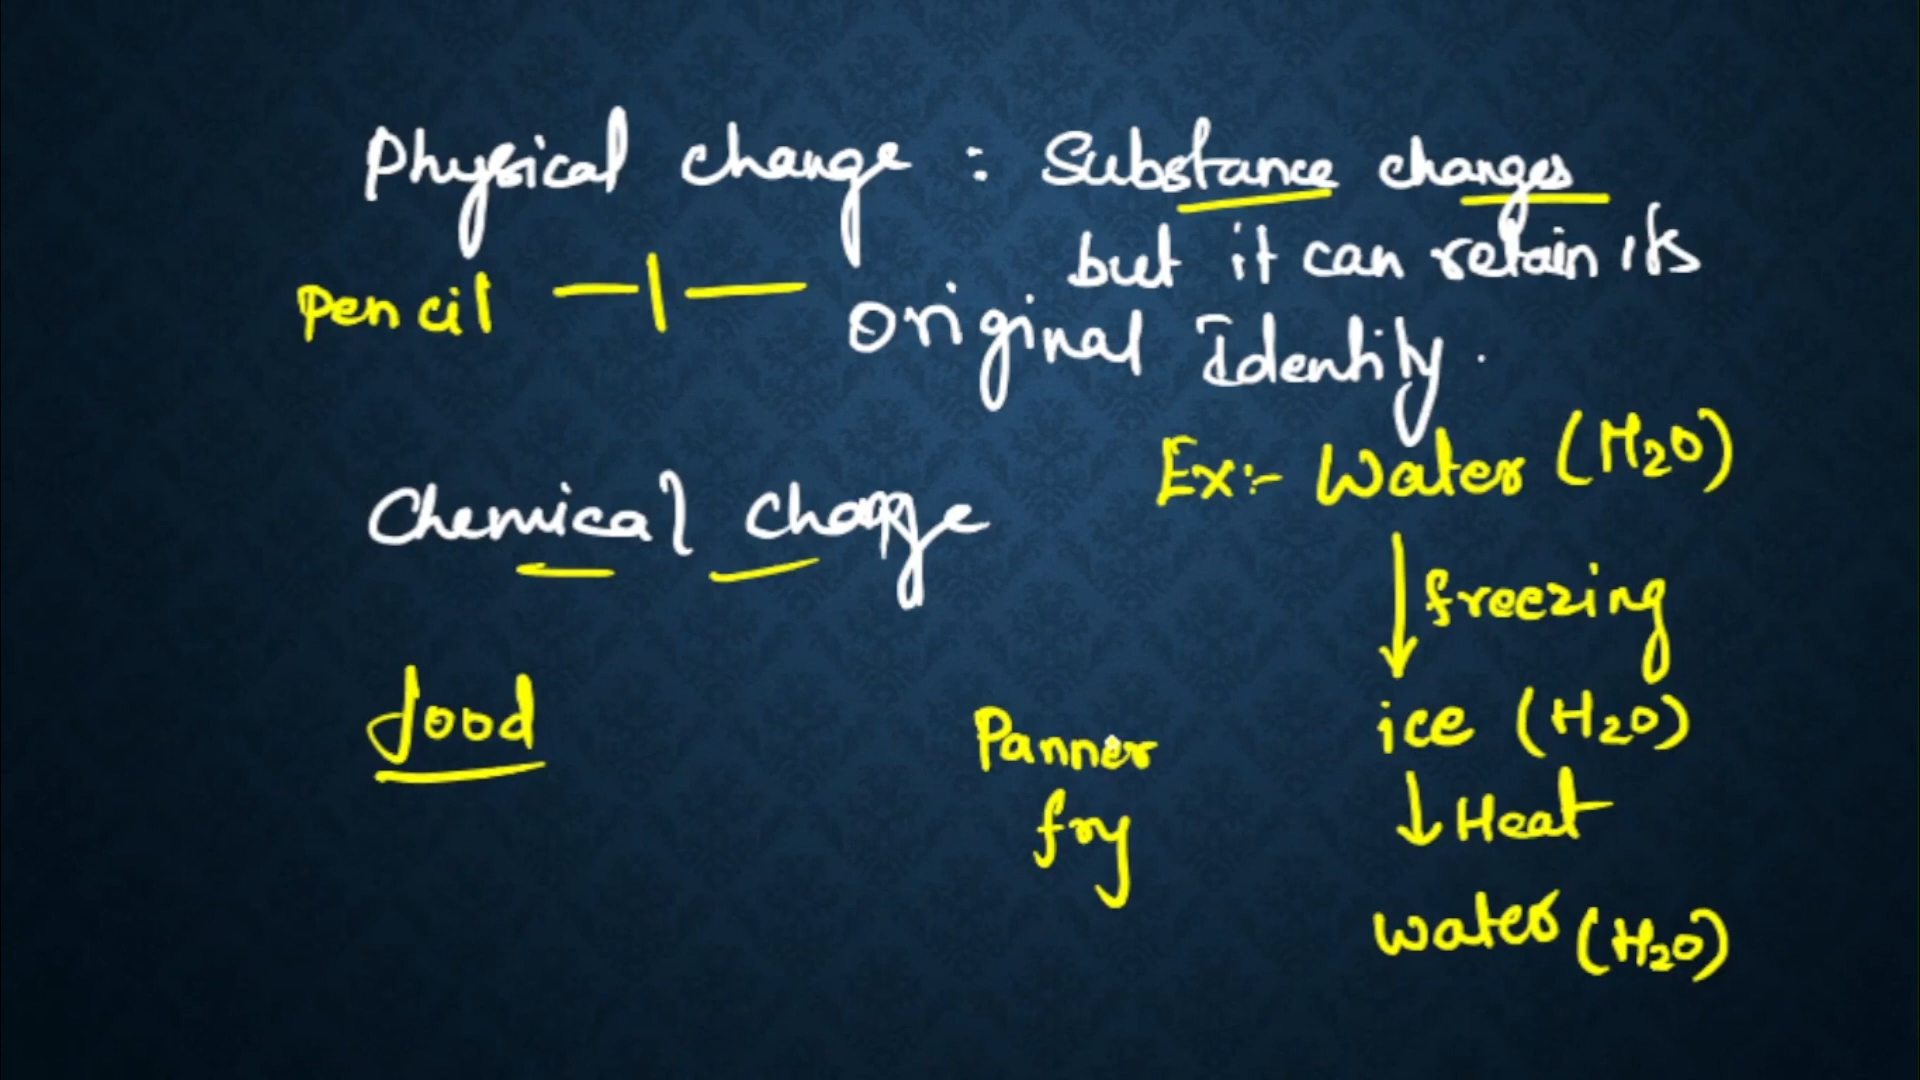 Physical change : Substance changes
but it can retain its
Pencil
Original Identity.
Ex:- Water (H2O)
Chemical change
freezing
food
ice (H2O)
Panner
Heat
fry
water (H2O)